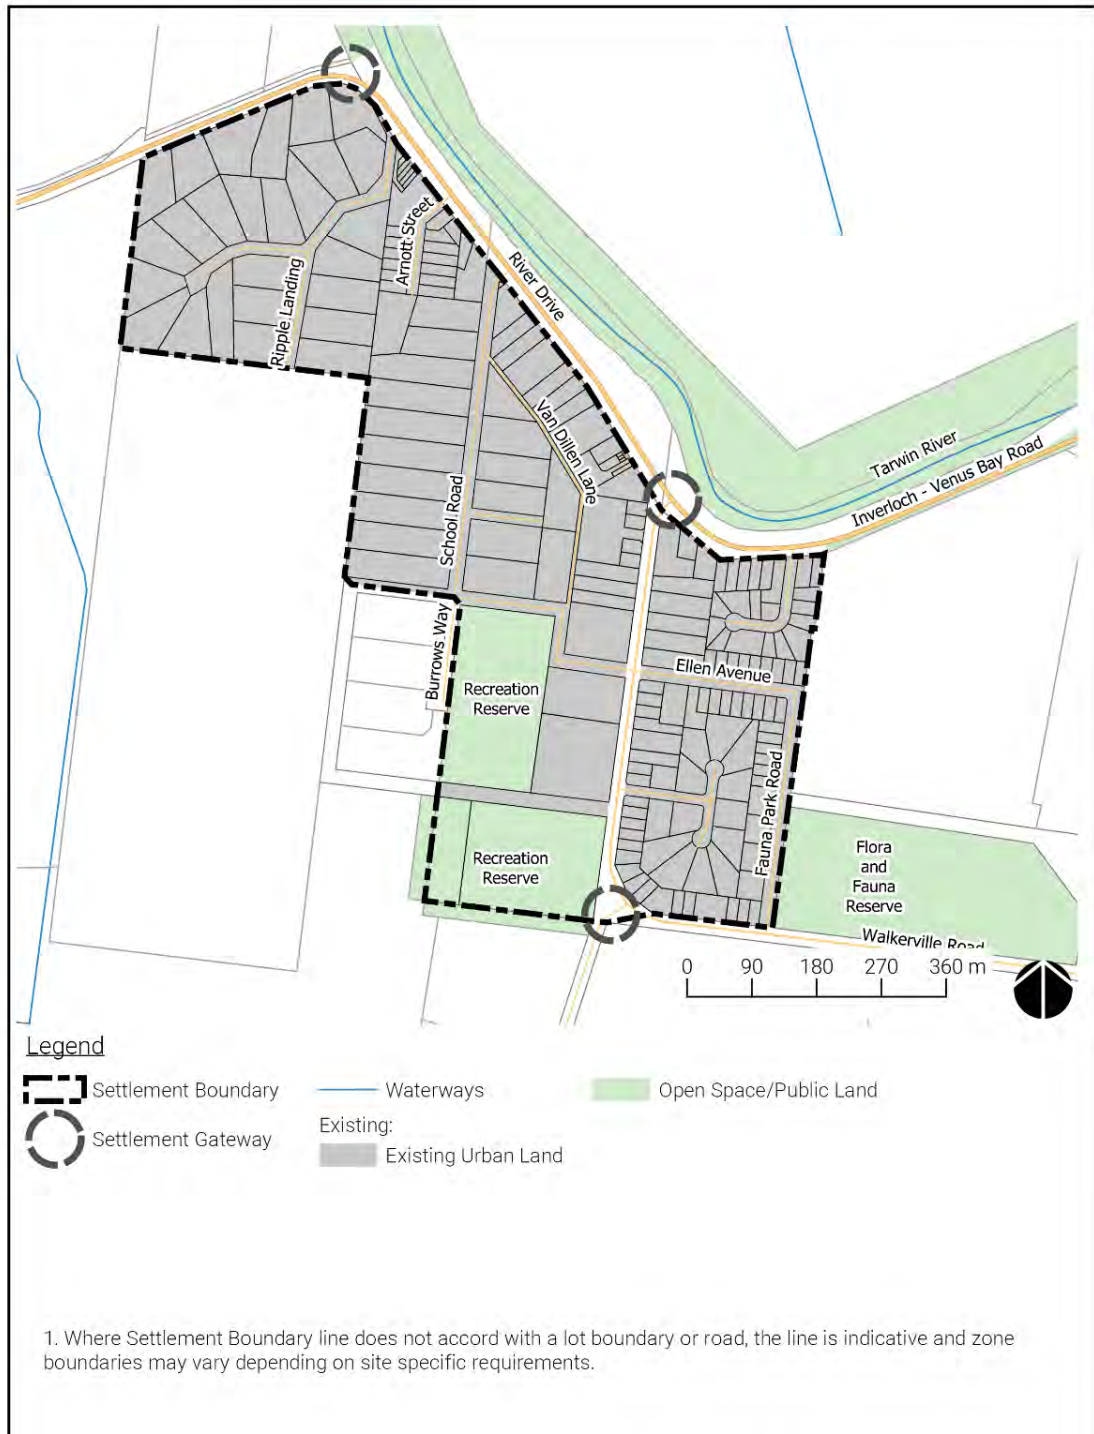 Arnott Street
River Drive
Ripple Landing
Van Dillen Lane
Tarwin River
Inverloch - Venus Bay Road
School Road
Burrows Way
Ellen Avenue
Recreation
Reserve
Fauna Park Road
Recreation
Reserve
Flora
and
Fauna
Reserve
Walkerville Road
0 90 180 270 360 m
Legend
Settlement Boundary
Waterways
Open Space/Public Land
Settlement Gateway
Existing:
Existing Urban Land
1. Where Settlement Boundary line does not accord with a lot boundary or road, the line is indicative and zone
boundaries may vary depending on site specific requirements.